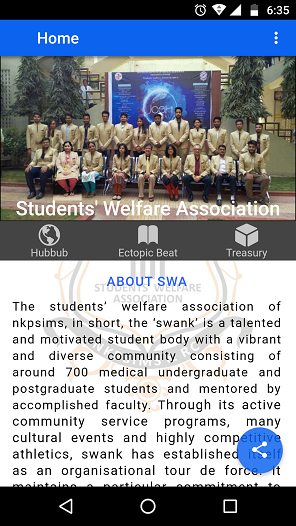 6:35
Home
Students' Welfare Association
Hubbub
Ectopic Beat
Treasury
STUDENTS' WELFARE
ASSOCIATION
ABOUT SWA
The students' welfare association of
nkpsims, in short, the 'swank' is a talented
and motivated student body with a vibrant
and diverse community consisting of
around 700 medical undergraduate and
postgraduate students and mentored by
accomplished faculty. Through its active
community service programs, many
cultural events and highly competitive
athletics, swank has established itself
as an organisational tour de force. It
maintains a particular commitment to